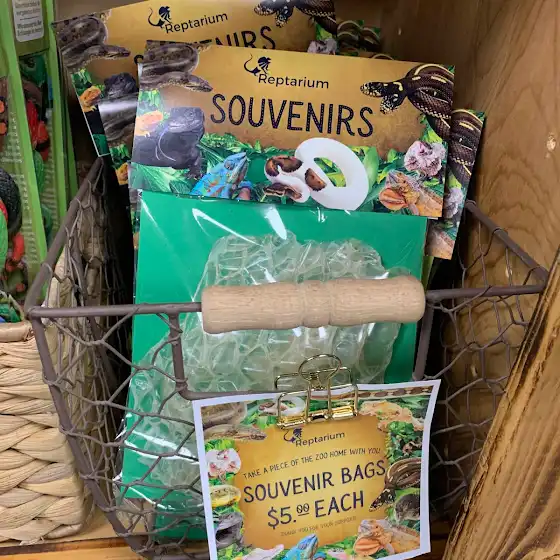 Reptarium
SOUVENIRS
Reptarium
SOUVENIRS
Reptarium
TAKE A PIECE OF THE ZOO HOME WITH YOU
SOUVENIR BAGS
$5.00 EACH